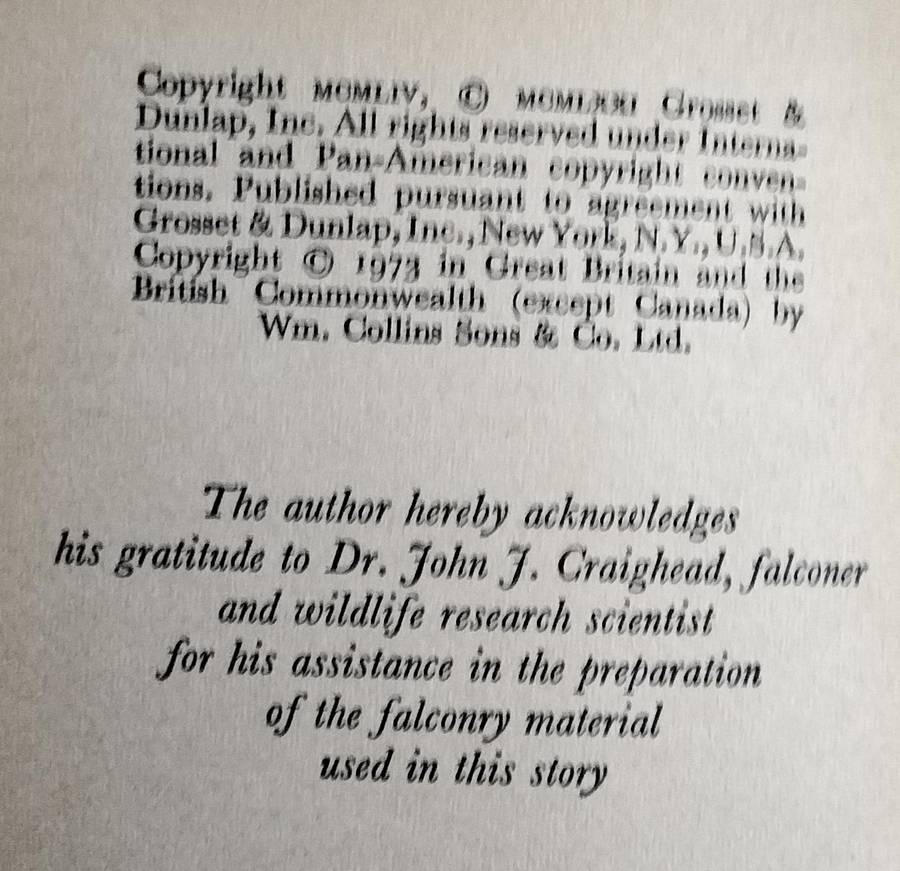 Copyright MCMLIV, © MCMLXXI Grosset &
Dunlap, Inc. All rights reserved under Interna-
tional and Pan-American copyright conven-
tions. Published pursuant to agreement with
Grosset & Dunlap, Inc., New York, N.Y., U.S.A.
Copyright © 1973 in Great Britain and the
British Commonwealth (except Canada) by
Wm. Collins Sons & Co. Ltd.
The author hereby acknowledges
his gratitude to Dr. John J. Craighead, falconer
and wildlife research scientist
for his assistance in the preparation
of the falconry material
used in this story